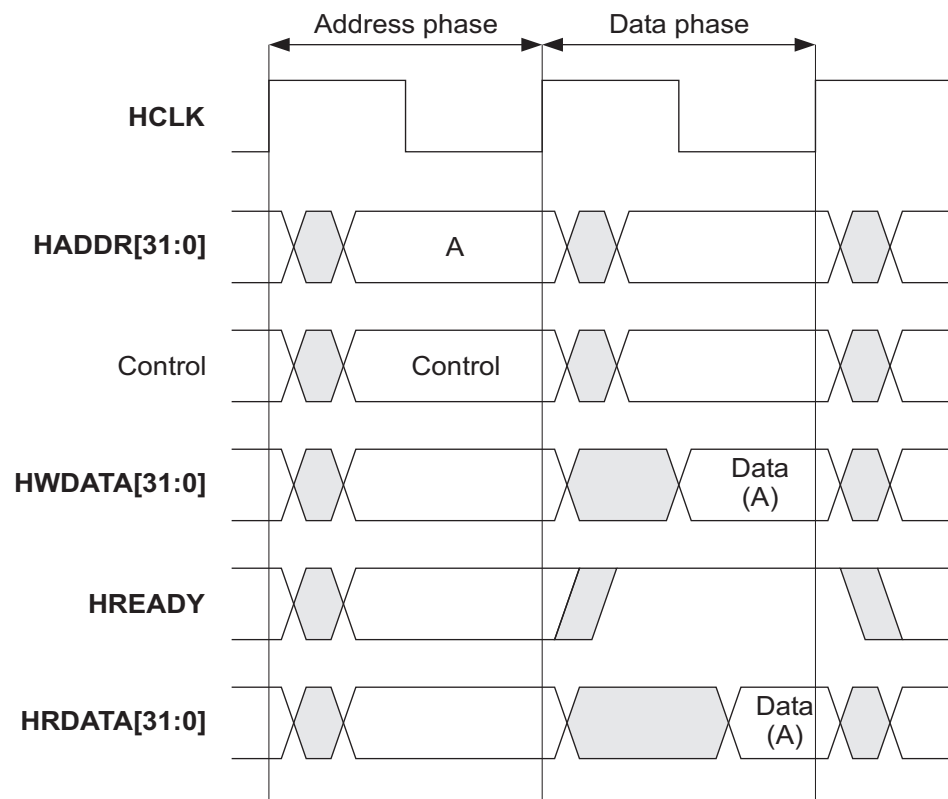 Address phase Data phase
HCLK
HADDR[31:0] A
Control Control
HWDATA[31:0] Data
(A)
HREADY
HRDATA[31:0] Data
(A)